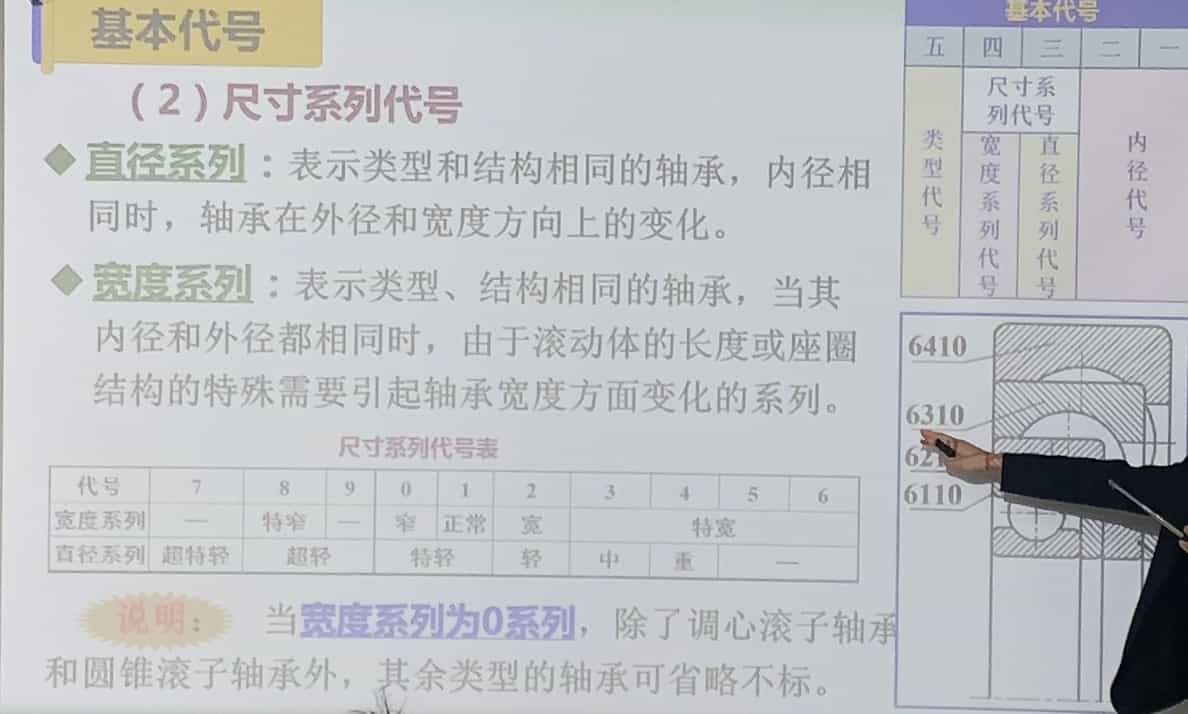 基本代号
（2）尺寸系列代号
◆直径系列：表示类型和结构相同的轴承，内径相
同时，轴承在外径和宽度方向上的变化。
◆宽度系列：表示类型、结构相同的轴承，当其
内径和外径都相同时，由于滚动体的长度或座圈
结构的特殊需要引起轴承宽度方面变化的系列。
尺寸系列代号表
代号 7 8 9 0 1 2 3 4 5 6
宽度系列 — 特窄 — 窄 正常 宽 特宽
直径系列 超特轻 超轻 特轻 轻 中 重 —
说明： 当宽度系列为0系列，除了调心滚子轴承
和圆锥滚子轴承外，其余类型的轴承可省略不标。
基本代号
五 四 三 二 一
类型代号
尺寸系
列代号
宽度系列代号
直径系列代号
内径代号
6410
6310
6110